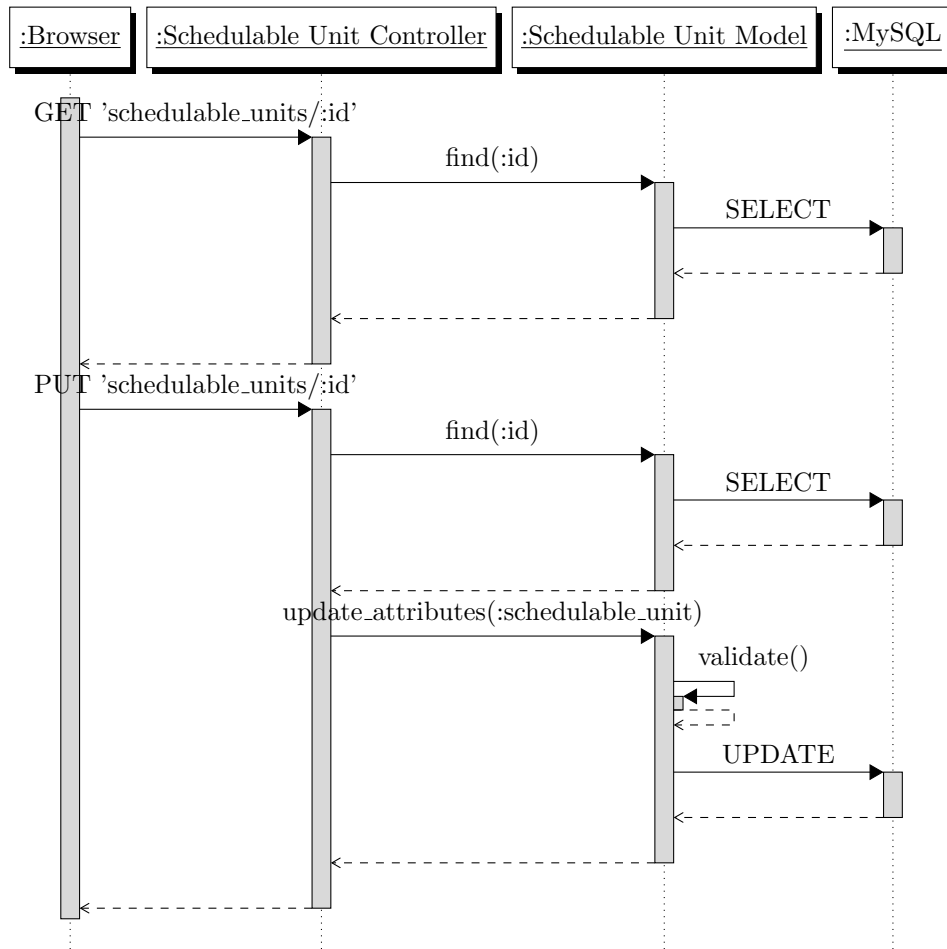 :Browser
:Schedulable Unit Controller
:Schedulable Unit Model
:MySQL
GET 'schedulable_units/:id'
find(:id)
SELECT
PUT 'schedulable_units/:id'
find(:id)
SELECT
update_attributes(:schedulable_unit)
validate()
UPDATE